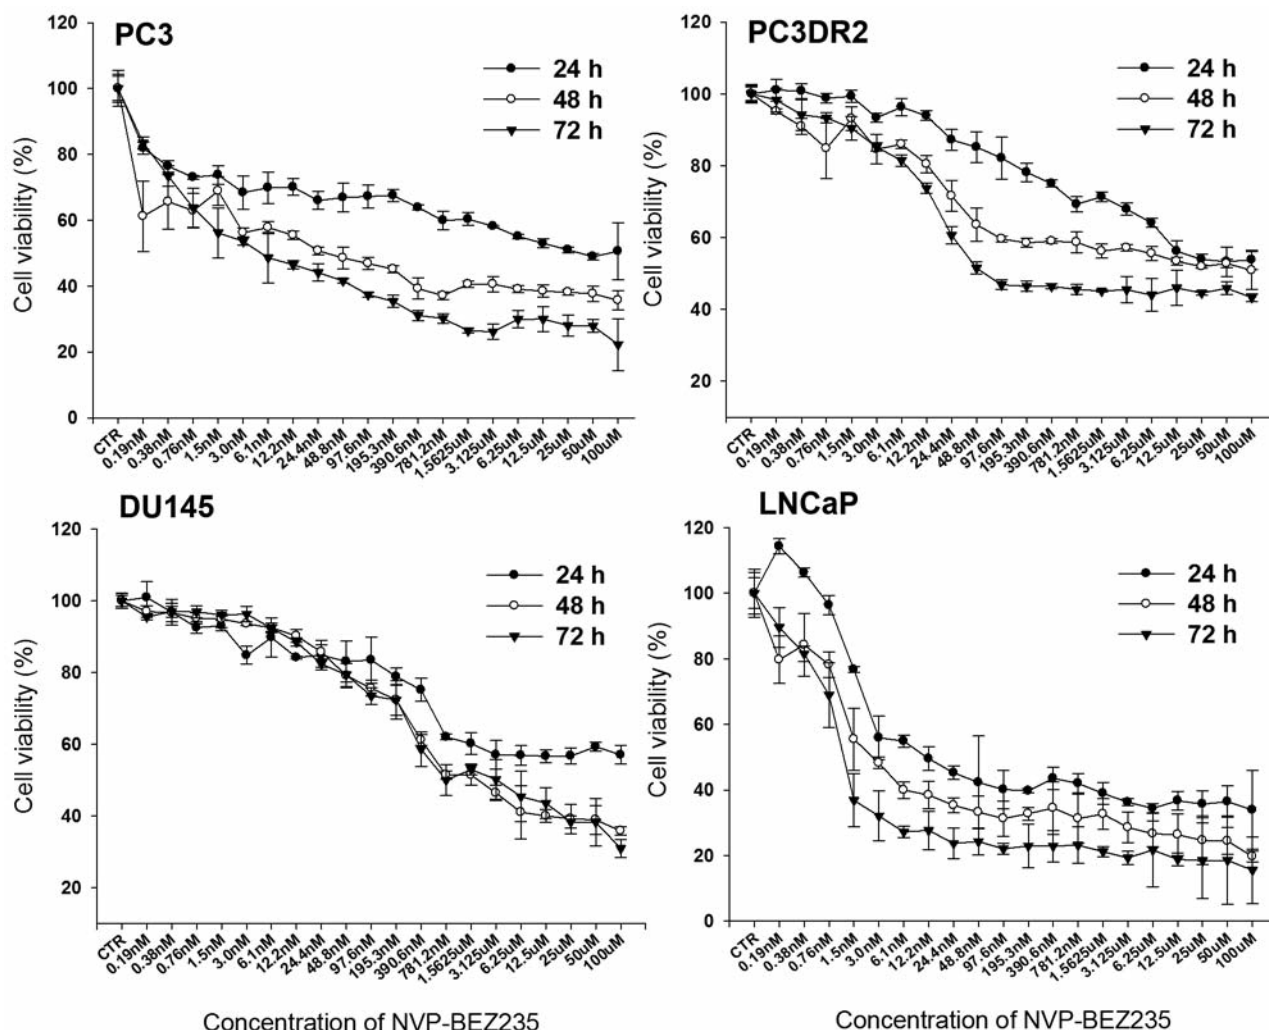 PC3
24 h
48 h
72 h
Cell viability (%)
120
100
80
60
40
20
0
CTR
0.19nM
0.38nM
0.76nM
1.5nM
3.0nM
6.1nM
12.2nM
24.4nM
48.8nM
97.6nM
195.3nM
390.6nM
781.2nM
1.5625uM
3.125uM
6.25uM
12.5uM
25uM
50uM
100uM
PC3DR2
24 h
48 h
72 h
Cell viability (%)
120
100
80
60
40
20
CTR
0.19nM
0.38nM
0.76nM
1.5nM
3.0nM
6.1nM
12.2nM
24.4nM
48.8nM
97.6nM
195.3nM
390.6nM
781.2nM
1.5625uM
3.125uM
6.25uM
12.5uM
25uM
50uM
100uM
DU145
24 h
48 h
72 h
Cell viability (%)
120
100
80
60
40
20
CTR
0.19nM
0.38nM
0.76nM
1.5nM
3.0nM
6.1nM
12.2nM
24.4nM
48.8nM
97.6nM
195.3nM
390.6nM
781.2nM
1.5625uM
3.125uM
6.25uM
12.5uM
25uM
50uM
100uM
Concentration of NVP-BEZ235
LNCaP
24 h
48 h
72 h
Cell viability (%)
120
100
80
60
40
20
0
CTR
0.19nM
0.38nM
0.76nM
1.5nM
3.0nM
6.1nM
12.2nM
24.4nM
48.8nM
97.6nM
195.3nM
390.6nM
781.2nM
1.5625uM
3.125uM
6.25uM
12.5uM
25uM
50uM
100uM
Concentration of NVP-BEZ235